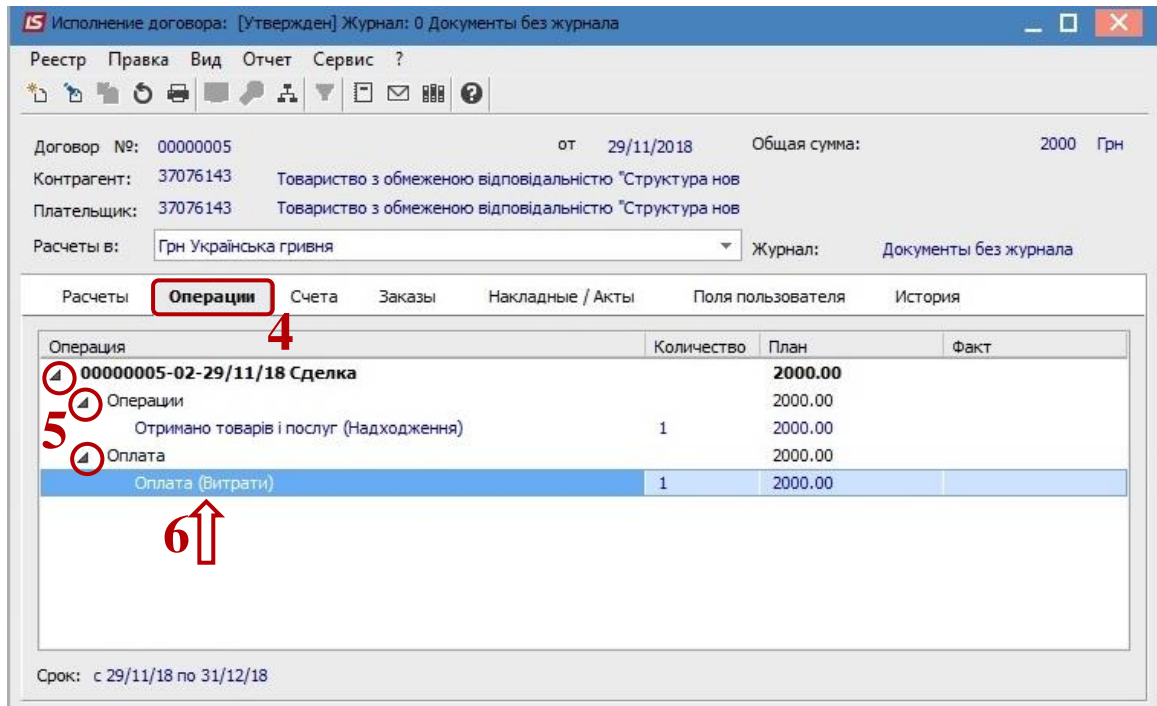 Исполнение договора: [Утвержден] Журнал: 0 Документы без журнала
Реестр Правка Вид Отчет Сервис ?
Договор №: 00000005 от 29/11/2018 Общая сумма: 2000 Грн
Контрагент: 37076143 Товариство з обмеженою відповідальністю "Структура нов
Плательщик: 37076143 Товариство з обмеженою відповідальністю "Структура нов
Расчеты в: Грн Українська гривня Журнал: Документы без журнала
Расчеты Операции Счета Заказы Накладные / Акты Поля пользователя История
4
Операция Количество План Факт
00000005-02-29/11/18 Сделка 2000.00
Операции 2000.00
5
Отримано товарів і послуг (Надходження) 1 2000.00
Оплата 2000.00
Оплата (Витрати) 1 2000.00
6
Срок: с 29/11/18 по 31/12/18